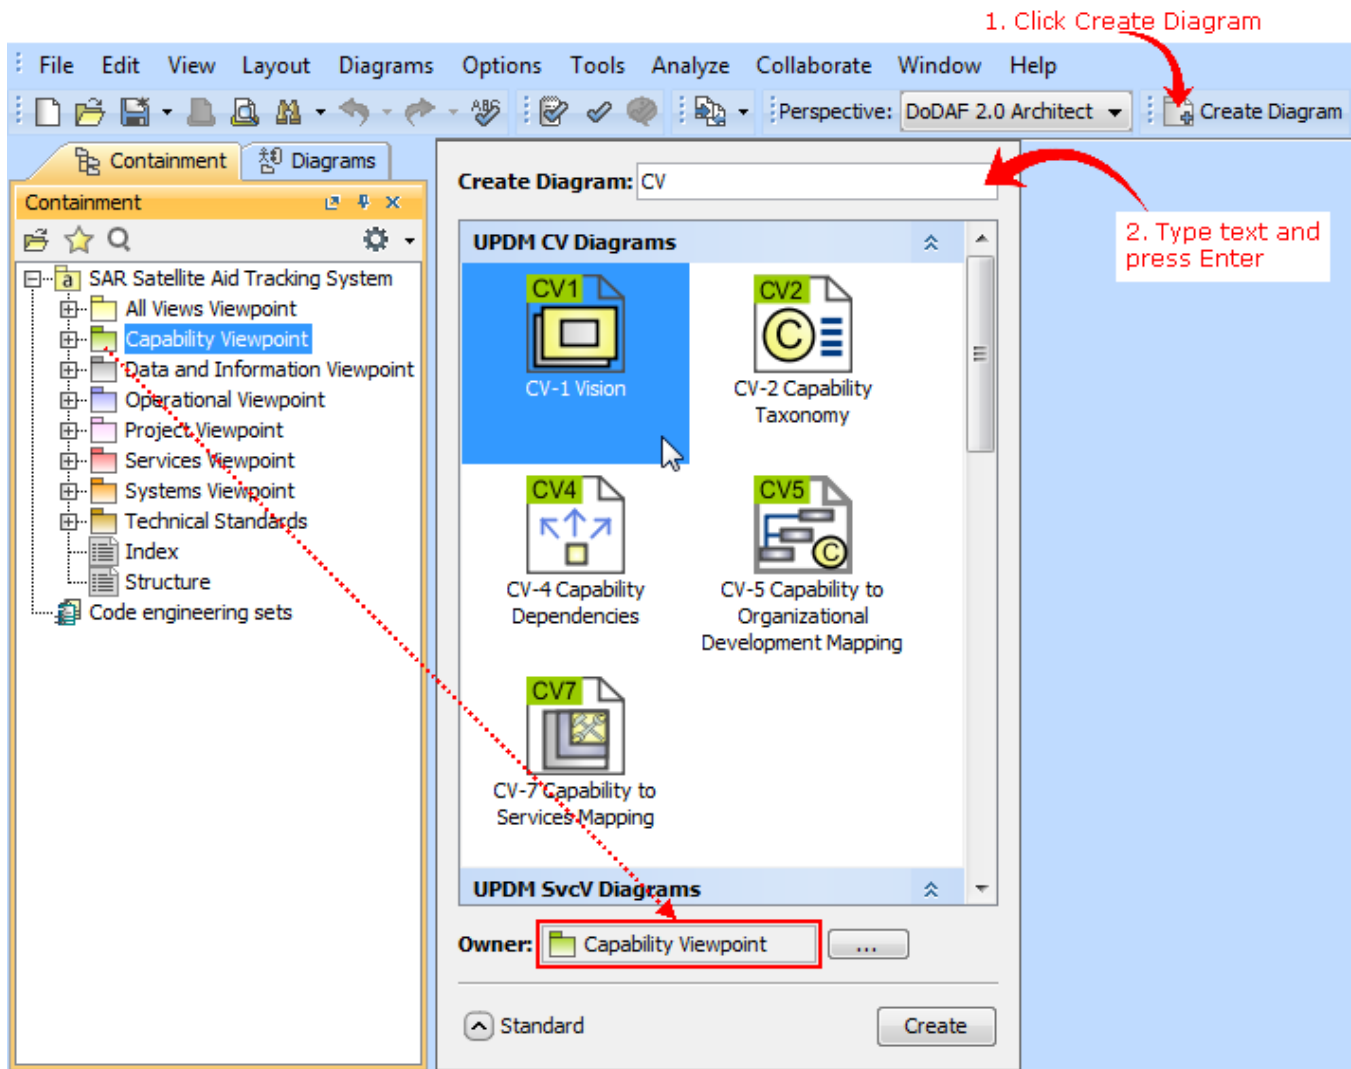 1. Click Create Diagram
File Edit View Layout Diagrams Options Tools Analyze Collaborate Window Help
Perspective: DoDAF 2.0 Architect Create Diagram
Containment Diagrams
Containment
Create Diagram: CV
2. Type text and
press Enter
SAR Satellite Aid Tracking System
All Views Viewpoint
Capability Viewpoint
Data and Information Viewpoint
Operational Viewpoint
Project Viewpoint
Services Viewpoint
Systems Viewpoint
Technical Standards
Index
Structure
Code engineering sets
UPDM CV Diagrams
CV1
CV-1 Vision
CV2
CV-2 Capability
Taxonomy
CV4
CV-4 Capability
Dependencies
CV5
CV-5 Capability to
Organizational
Development Mapping
CV7
CV-7 Capability to
Services Mapping
UPDM SvcV Diagrams
Owner: Capability Viewpoint ...
Standard Create